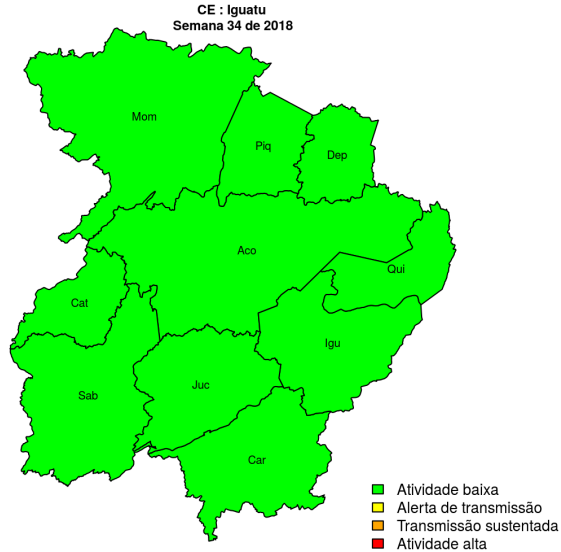 CE : Iguatu
Semana 34 de 2018
Mom
Piq
Dep
Aco
Qui
Cat
Igu
Juc
Sab
Car
Atividade baixa
Alerta de transmissão
Transmissão sustentada
Atividade alta